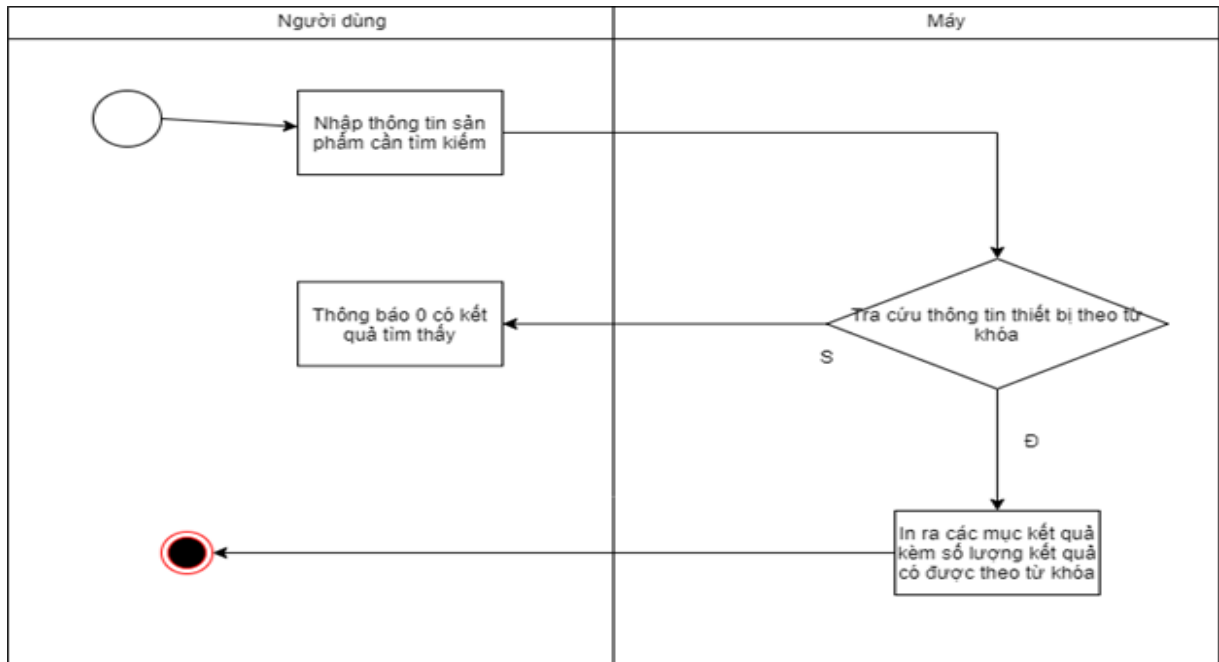 Người dùng
Máy
Nhập thông tin sản
phẩm cần tìm kiếm
Thông báo 0 có kết
quả tìm thấy
Tra cứu thông tin thiết bị theo từ
khóa
S
Đ
In ra các mục kết quả
kèm số lượng kết quả
có được theo từ khóa